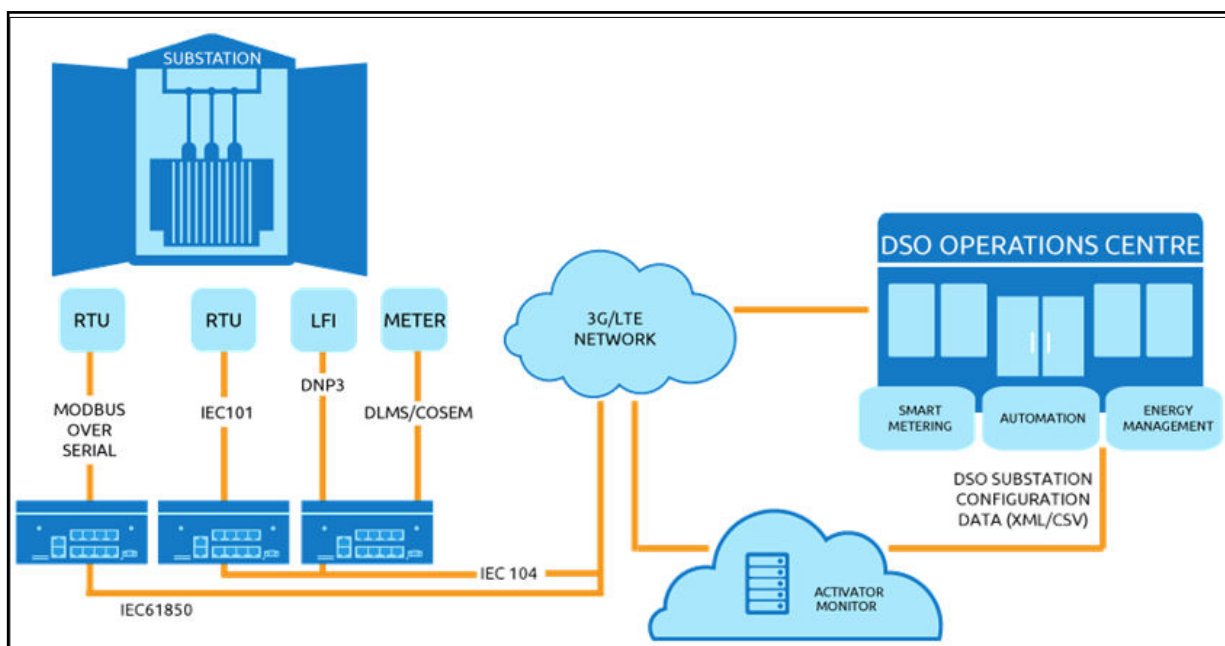 SUBSTATION
DSO OPERATIONS CENTRE
RTU
RTU
LFI
METER
3G/LTE
NETWORK
DNP3
MODBUS
OVER
SERIAL
IEC101
DLMS/COSEM
SMART
METERING
AUTOMATION
ENERGY
MANAGEMENT
DSO SUBSTATION
CONFIGURATION
DATA (XML/CSV)
IEC 104
IEC61850
ACTIVATOR
MONITOR